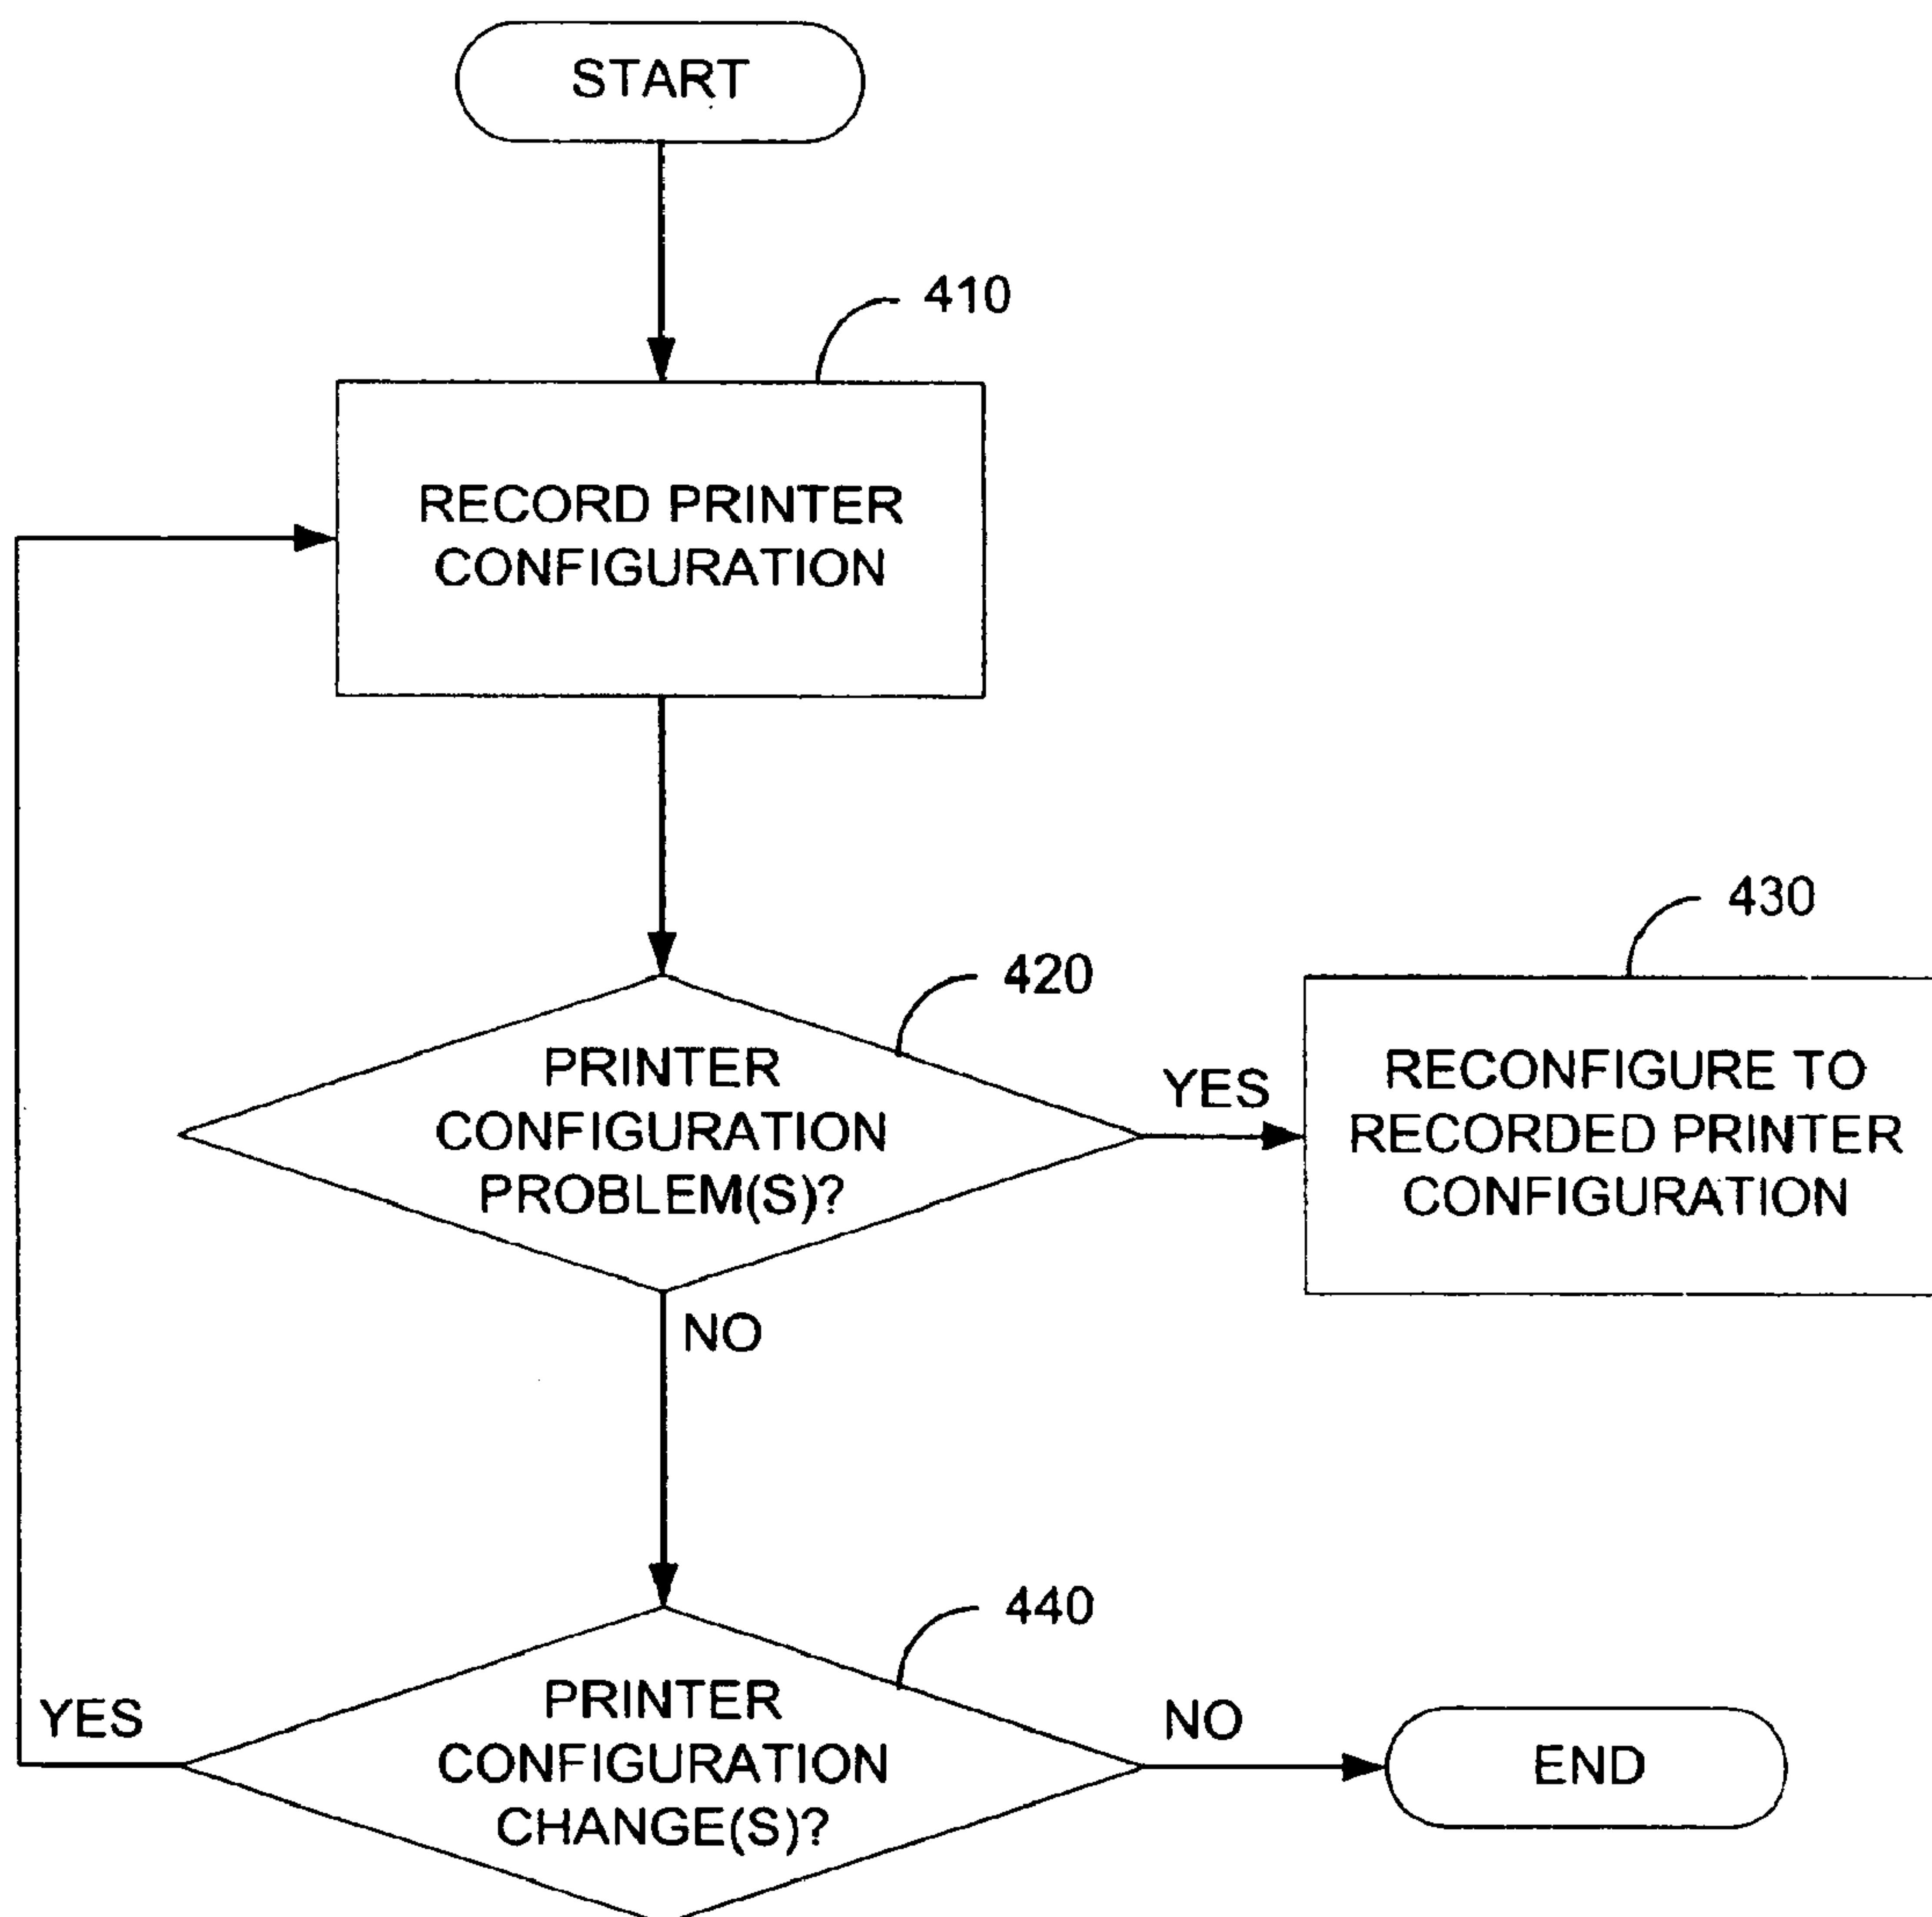 START
410
RECORD PRINTER
CONFIGURATION
420
PRINTER
CONFIGURATION
PROBLEM(S)?
YES
430
RECONFIGURE TO
RECORDED PRINTER
CONFIGURATION
NO
440
PRINTER
CONFIGURATION
CHANGE(S)?
YES
NO
END